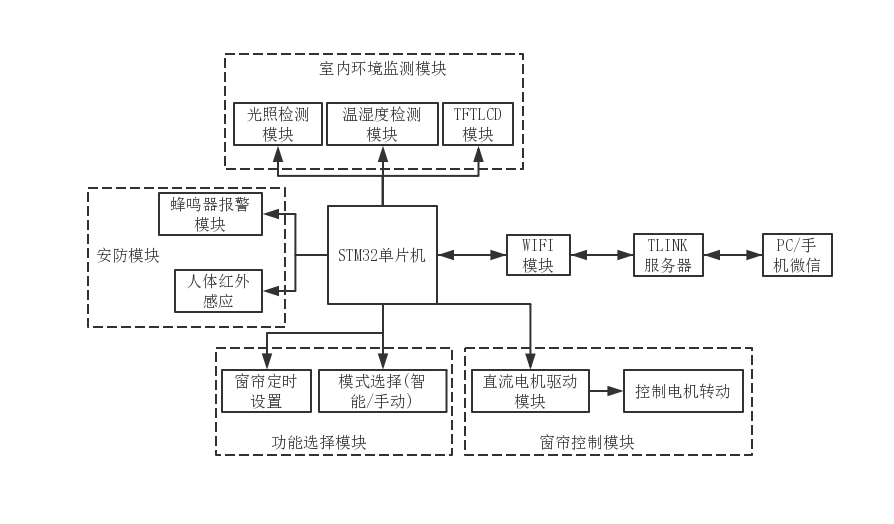 室内环境监测模块
光照检测
模块
温湿度检测
模块
TFTLCD
模块
蜂鸣器报警
模块
安防模块
人体红外
感应
STM32单片机
WIFI
模块
TLINK
服务器
PC/手
机微信
窗帘定时
设置
模式选择(智
能/手动)
功能选择模块
直流电机驱动
模块
控制电机转动
窗帘控制模块